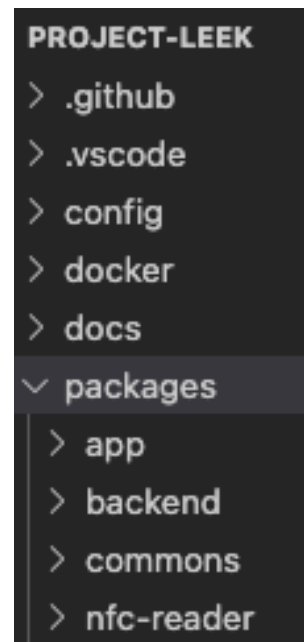 PROJECT-LEEK
.github
.vscode
config
docker
docs
packages
app
backend
commons
nfc-reader